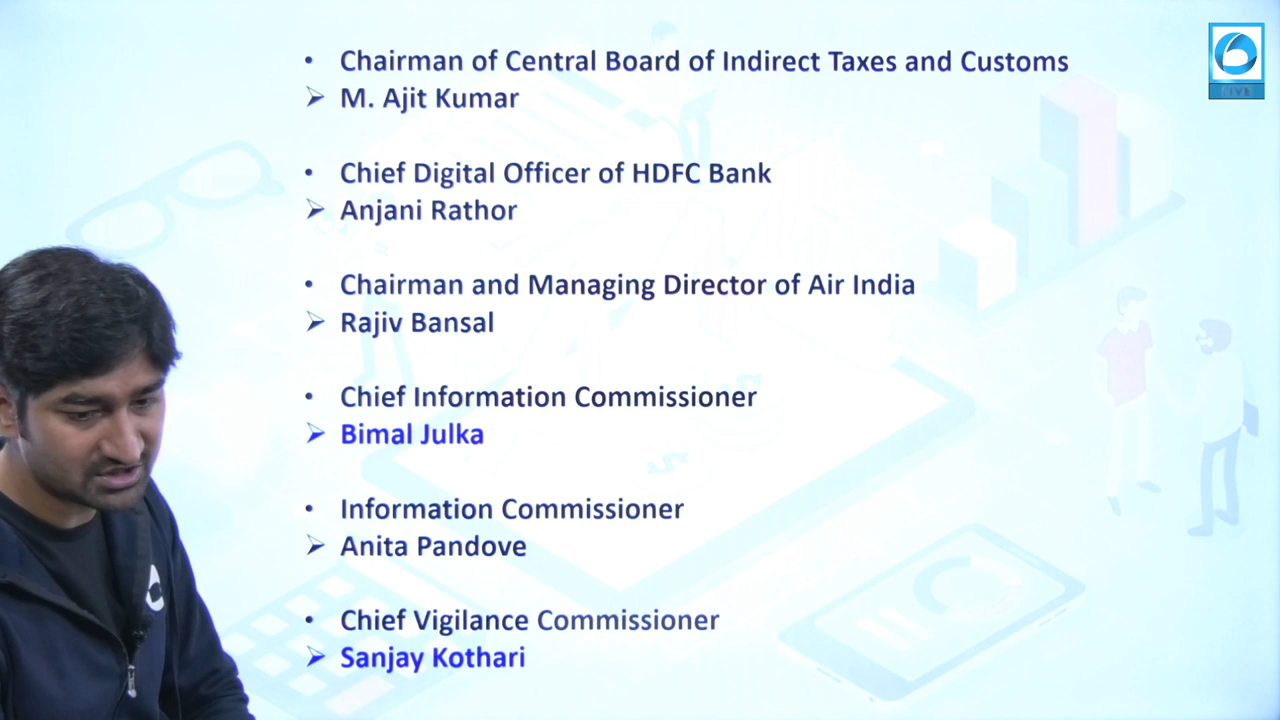 • Chairman of Central Board of Indirect Taxes and Customs
➢ M. Ajit Kumar
• Chief Digital Officer of HDFC Bank
➢ Anjani Rathor
• Chairman and Managing Director of Air India
➢ Rajiv Bansal
• Chief Information Commissioner
➢ Bimal Julka
• Information Commissioner
➢ Anita Pandove
• Chief Vigilance Commissioner
➢ Sanjay Kothari
LIVE